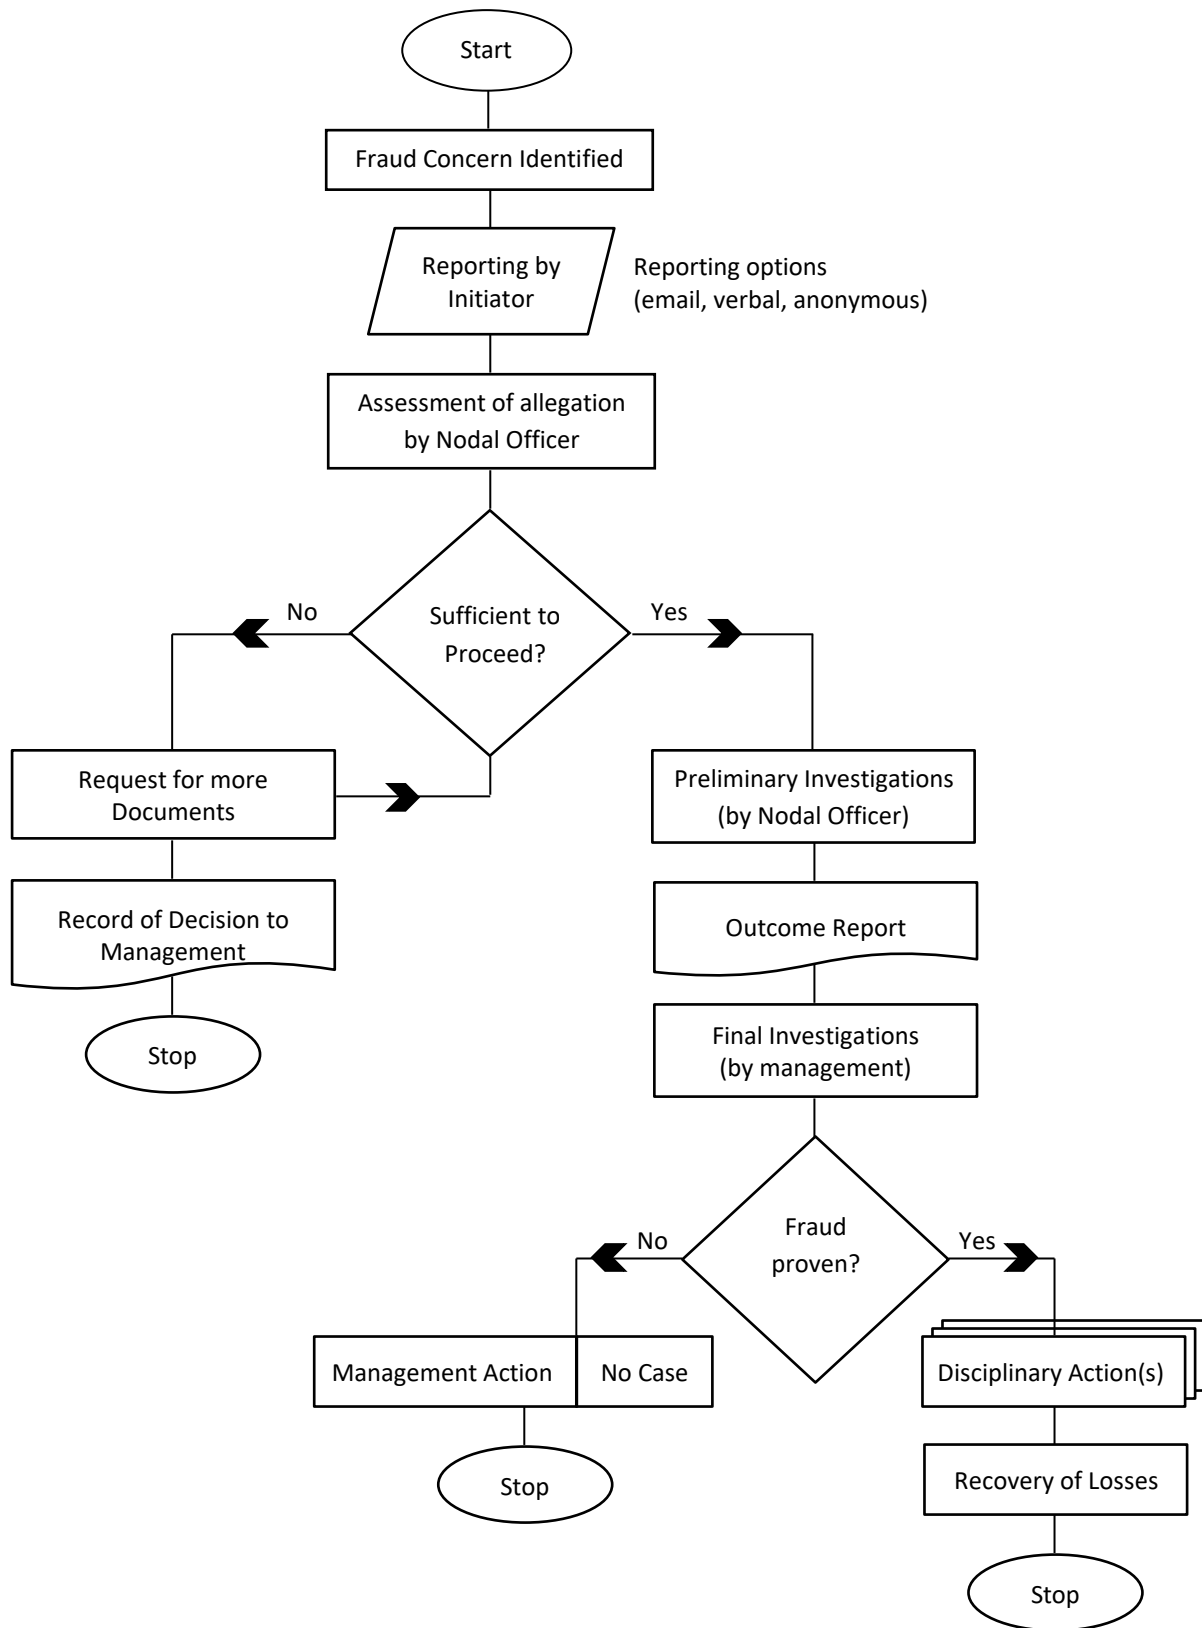 Start
Fraud Concern Identified
Reporting by
Initiator
Reporting options
(email, verbal, anonymous)
Assessment of allegation
by Nodal Officer
Sufficient to
Proceed?
No
Yes
Request for more
Documents
Preliminary Investigations
(by Nodal Officer)
Record of Decision to
Management
Outcome Report
Stop
Final Investigations
(by management)
Fraud
proven?
No
Yes
Management Action
No Case
Disciplinary Action(s)
Stop
Recovery of Losses
Stop